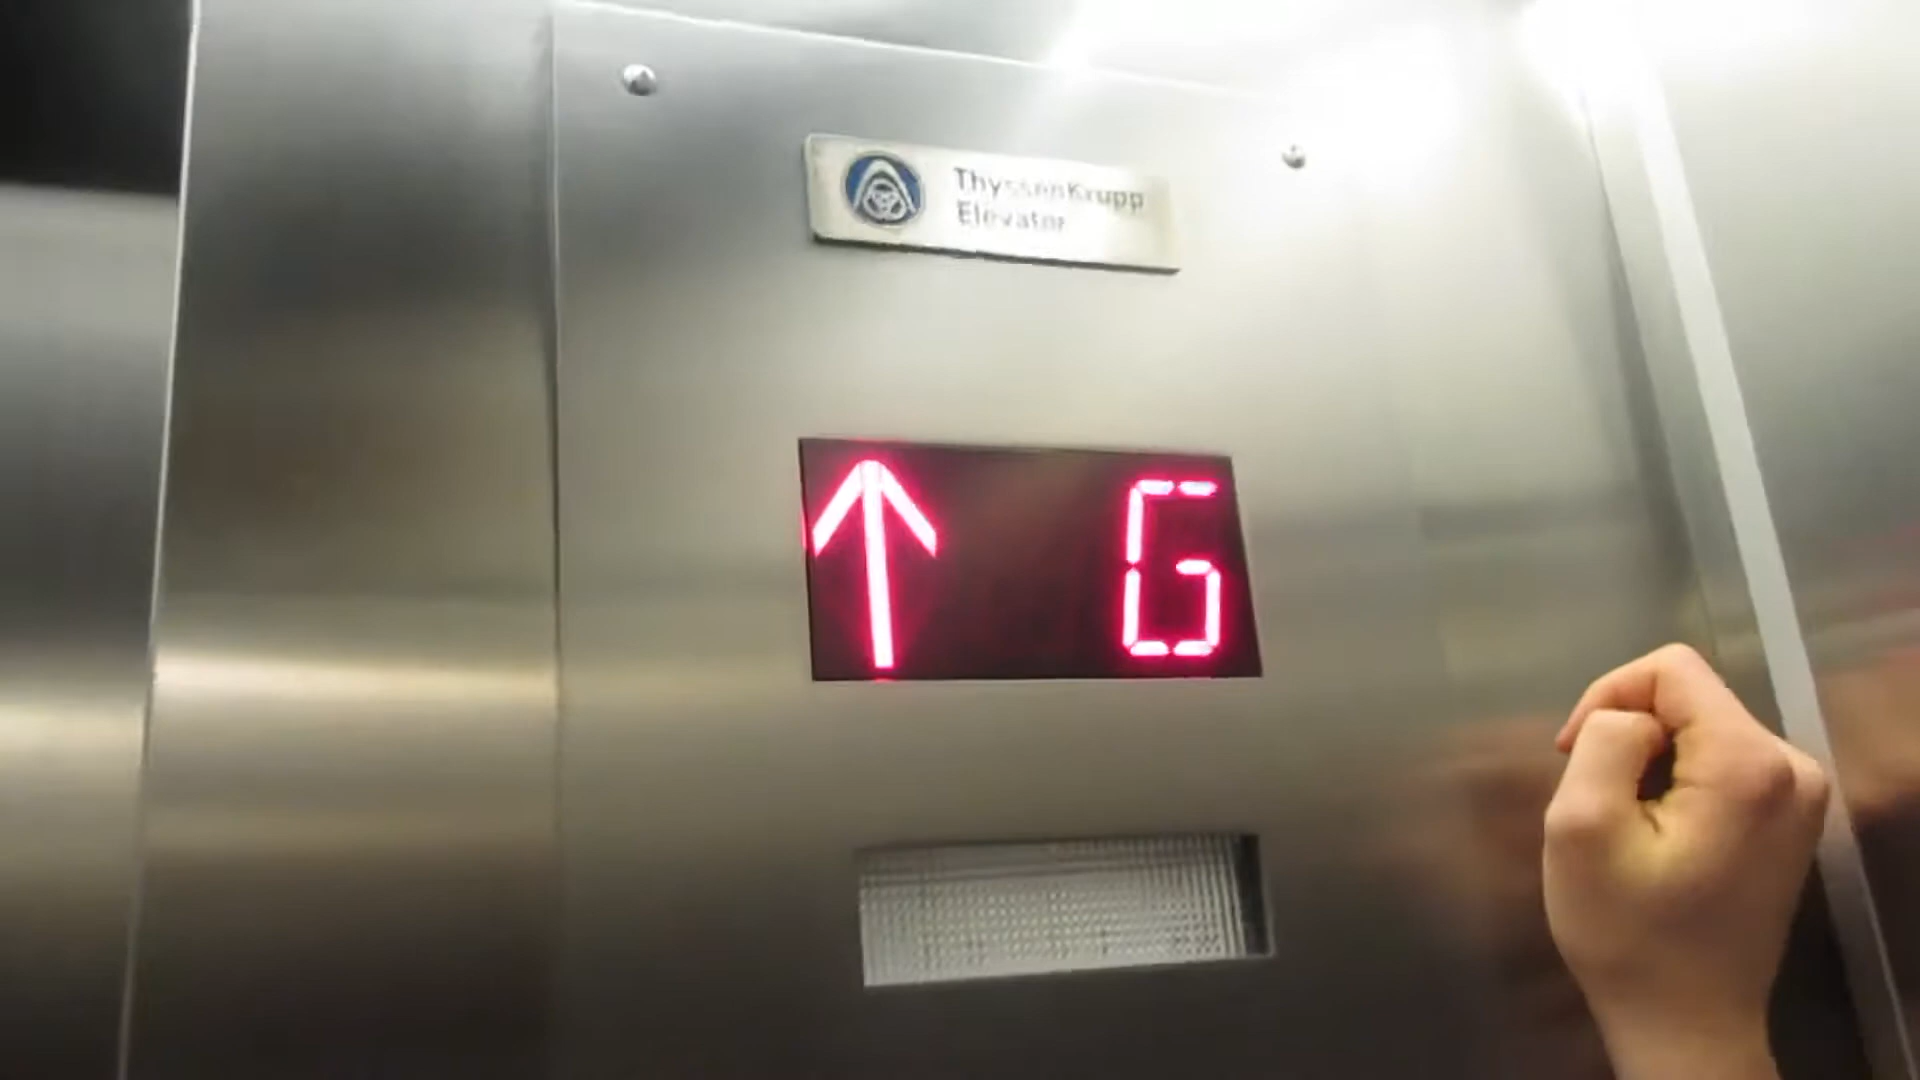 ThyssenKrupp
Elevator
↑ G